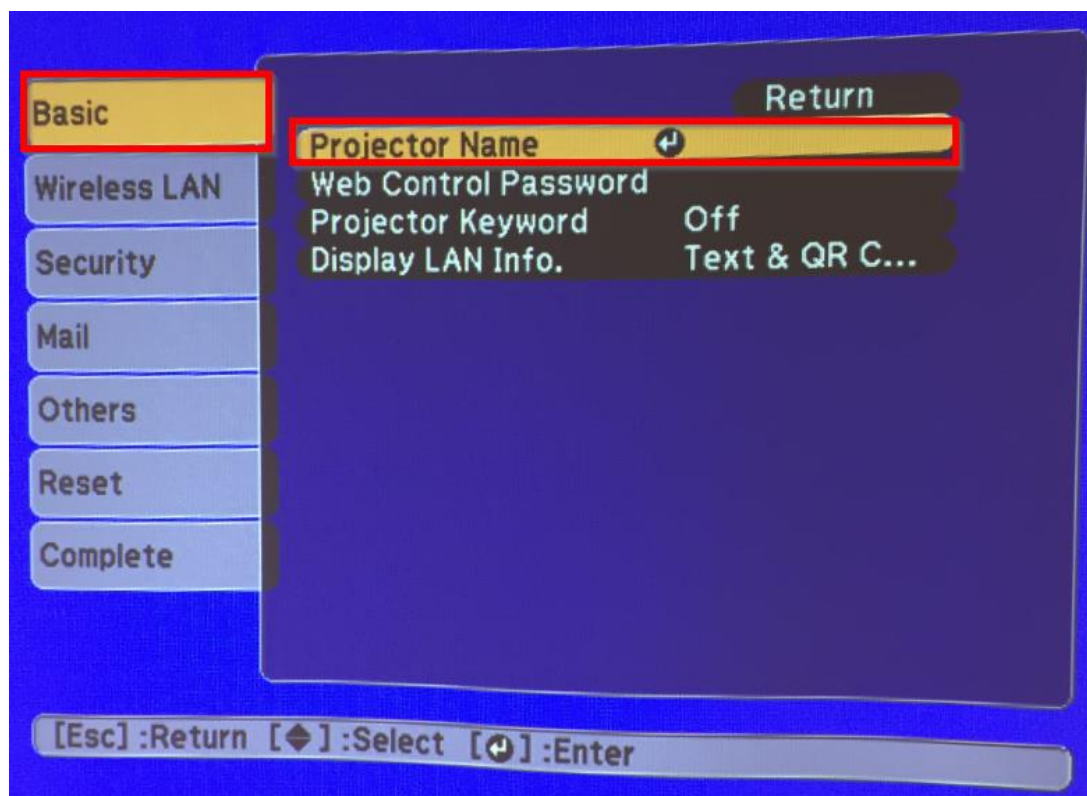 Basic
Wireless LAN
Security
Mail
Others
Reset
Complete
Return
Projector Name
Web Control Password
Projector Keyword Off
Display LAN Info. Text & QR C...
[Esc] :Return [ ] :Select [ ] :Enter